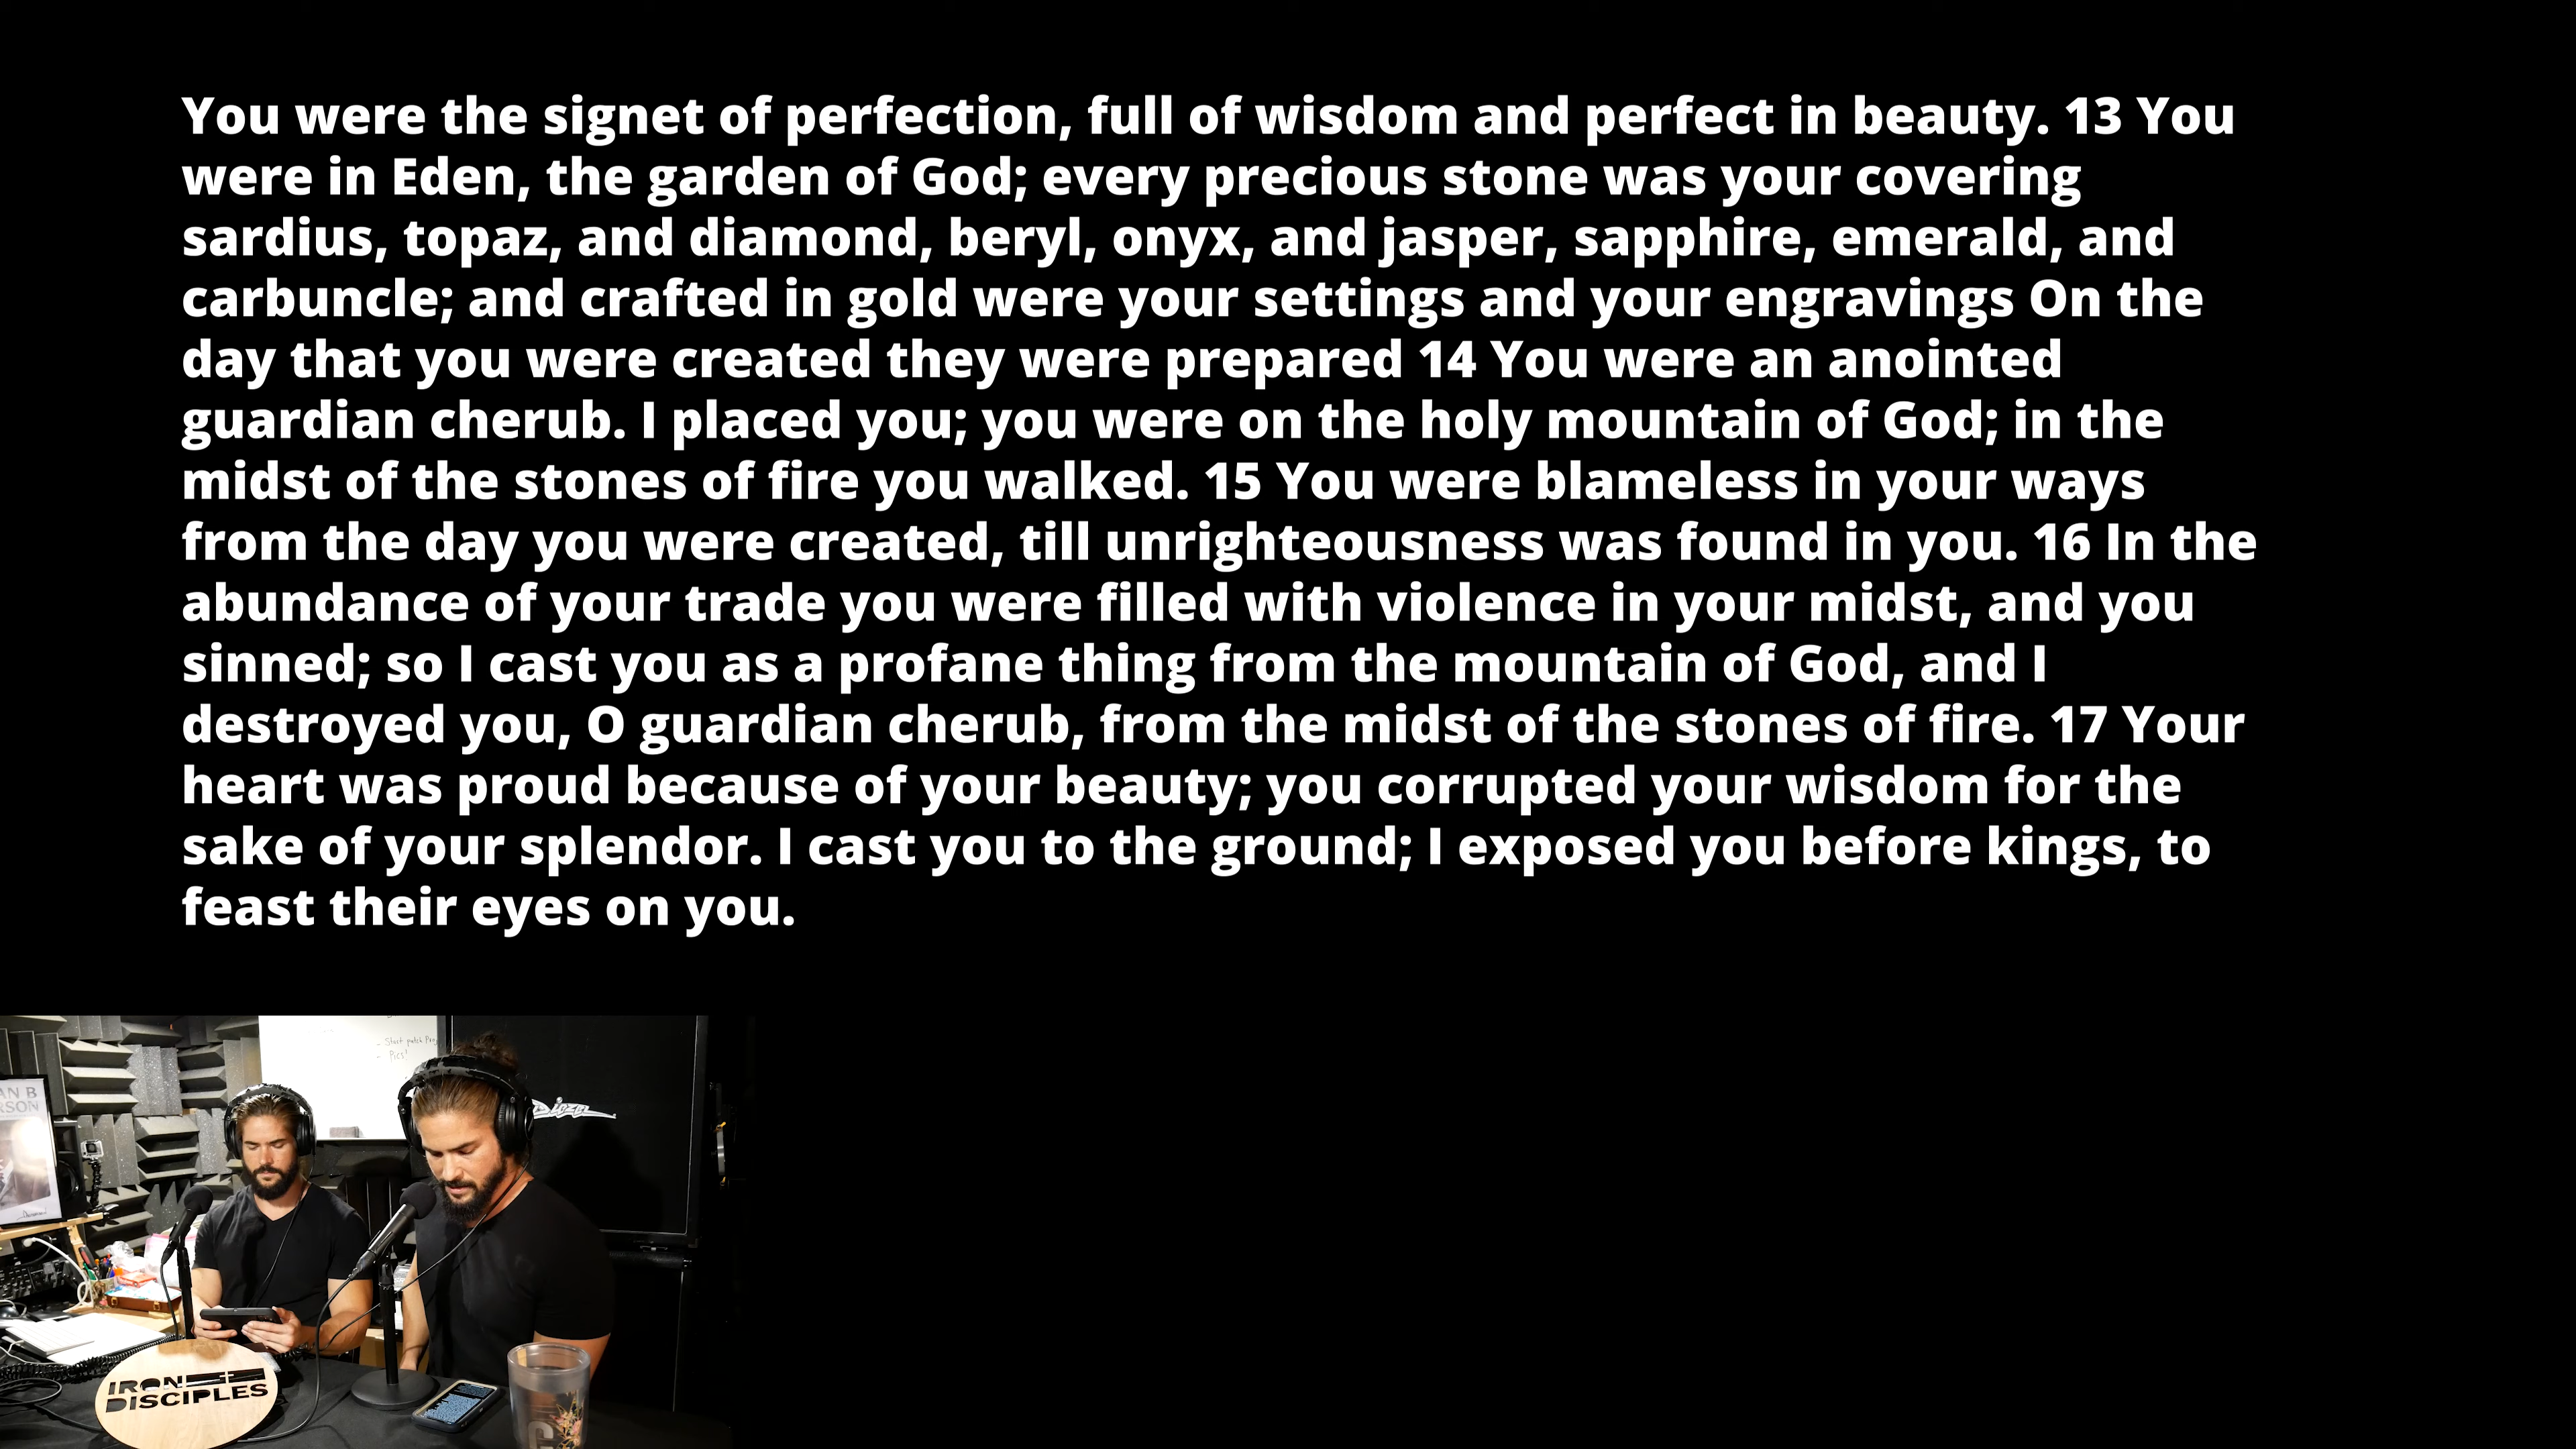 You were the signet of perfection, full of wisdom and perfect in beauty. 13 You
were in Eden, the garden of God; every precious stone was your covering
sardius, topaz, and diamond, beryl, onyx, and jasper, sapphire, emerald, and
carbuncle; and crafted in gold were your settings and your engravings On the
day that you were created they were prepared 14 You were an anointed
guardian cherub. I placed you; you were on the holy mountain of God; in the
midst of the stones of fire you walked. 15 You were blameless in your ways
from the day you were created, till unrighteousness was found in you. 16 In the
abundance of your trade you were filled with violence in your midst, and you
sinned; so I cast you as a profane thing from the mountain of God, and I
destroyed you, O guardian cherub, from the midst of the stones of fire. 17 Your
heart was proud because of your beauty; you corrupted your wisdom for the
sake of your splendor. I cast you to the ground; I exposed you before kings, to
feast their eyes on you.
- Start patch
- Pics!
AN B
RSON
IRON
DISCIPLES